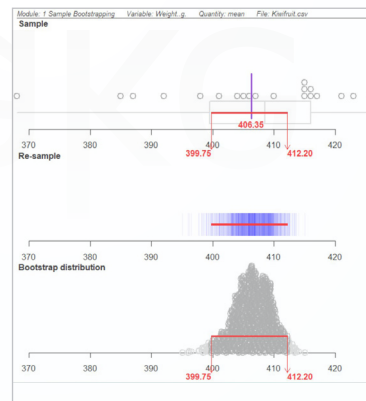 Module: 1 Sample Bootstrapping Variable: Weight..g. Quantity: mean File: Kiwifruit.csv
Sample
370 380 390 400 410 420
406.35
399.75 412.20
Re-sample
370 380 390 400 410 420
Bootstrap distribution
370 380 390 400 410 420
399.75 412.20